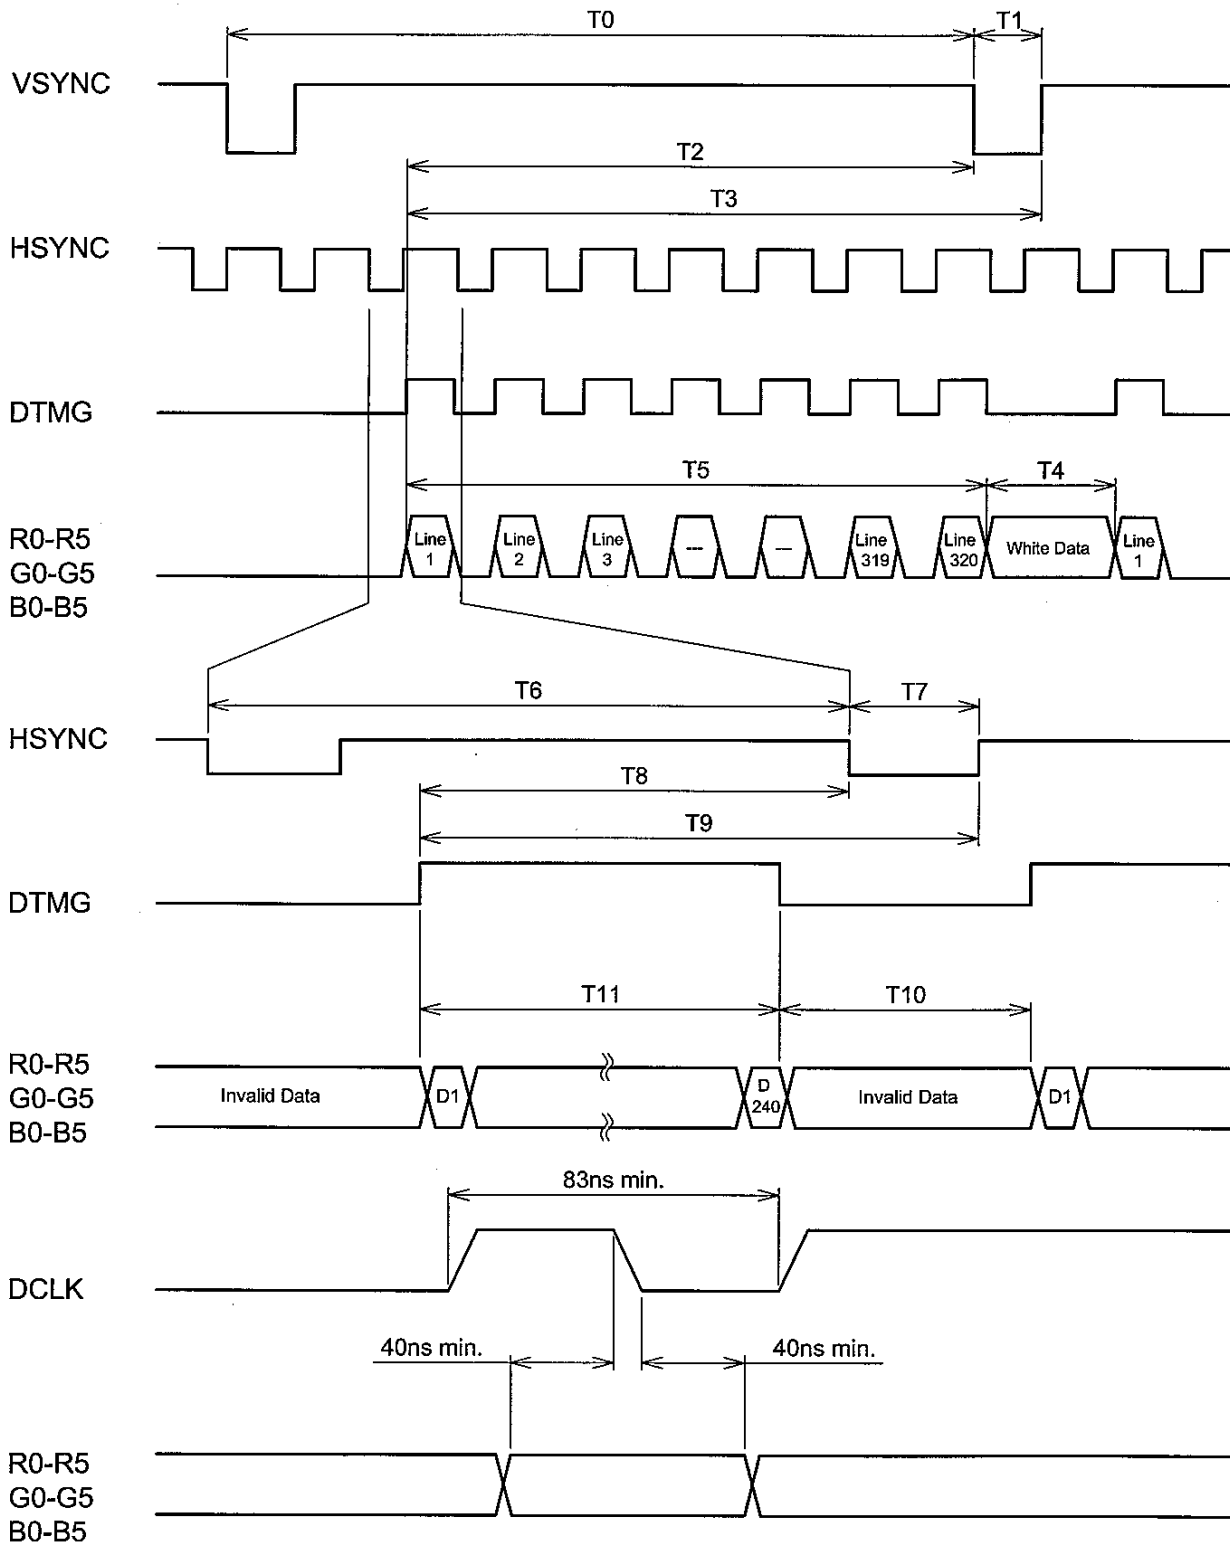 T0
T1
VSYNC
T2
T3
HSYNC
DTMG
T5
T4
R0-R5
G0-G5
B0-B5
Line
1
Line
2
Line
3
---
---
Line
319
Line
320
White Data
Line
1
T6
T7
HSYNC
T8
T9
DTMG
T11
T10
R0-R5
G0-G5
B0-B5
Invalid Data
D1
D
240
Invalid Data
D1
83ns min.
DCLK
40ns min.
40ns min.
R0-R5
G0-G5
B0-B5